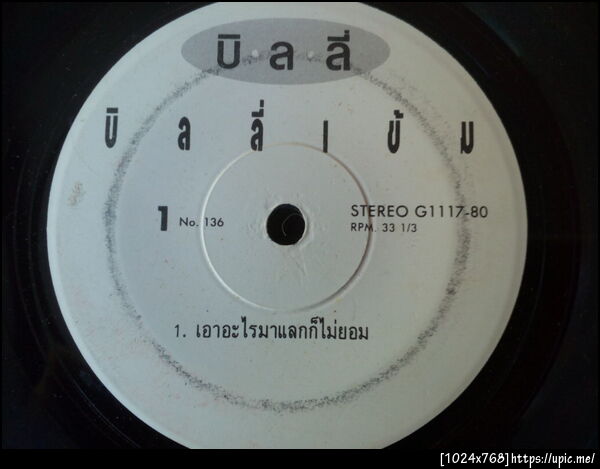 บิ•ล•ลี่
บิ ล ลี่ เ ข้ ม
1 No. 136
STEREO G1117-80
RPM. 33 1/3
1. เอาอะไรมาแลกก็ไม่ยอม
[1024x768]https://upic.me/